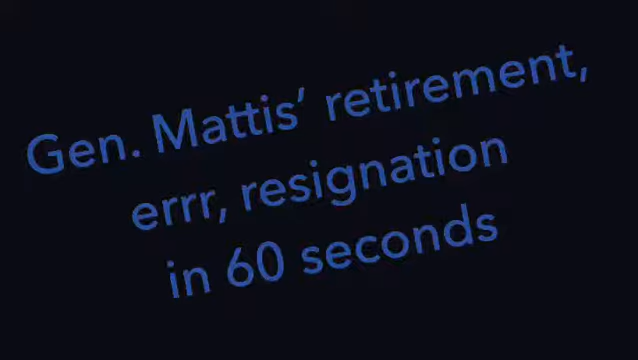 Gen. Mattis’ retirement,
errr, resignation
in 60 seconds